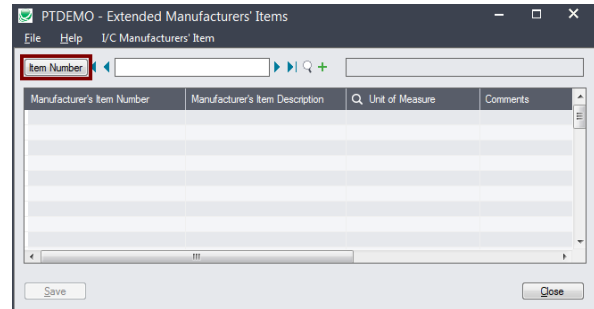 PTDEMO - Extended Manufacturers' Items
File Help I/C Manufacturers' Item
Item Number
Manufacturer's Item Number Manufacturer's Item Description Unit of Measure Comments
Save Close